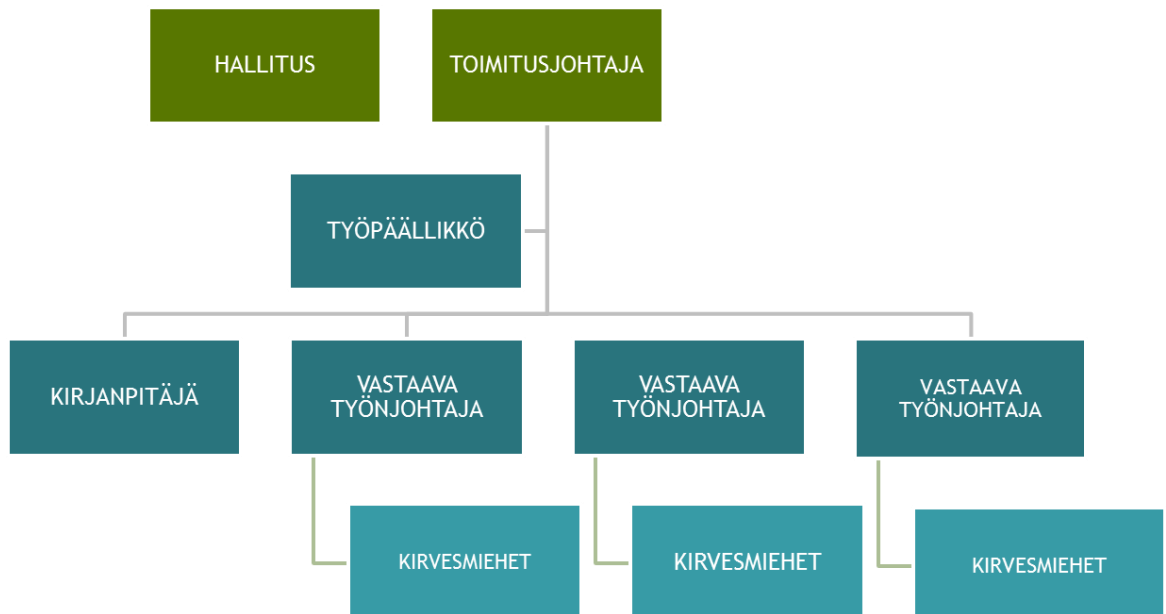 HALLITUS
TOIMITUSJOHTAJA
TYÖPÄÄLLIKKÖ
KIRJANPITÄJÄ
VASTAAVA
TYÖNJOHTAJA
VASTAAVA
TYÖNJOHTAJA
VASTAAVA
TYÖNJOHTAJA
KIRVESMIEHET
KIRVESMIEHET
KIRVESMIEHET